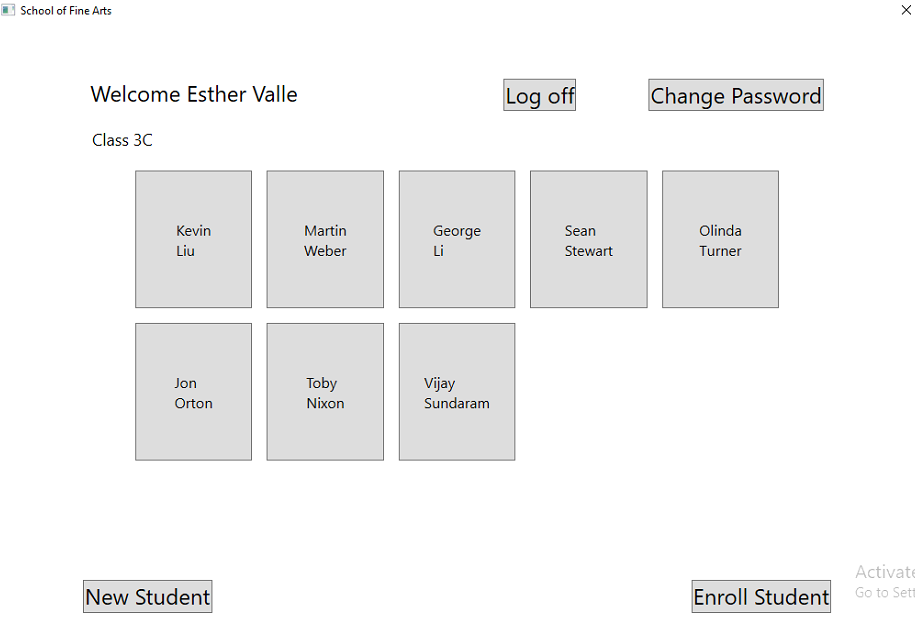 School of Fine Arts
Welcome Esther Valle
Log off
Change Password
Class 3C
Kevin
Liu
Martin
Weber
George
Li
Sean
Stewart
Olinda
Turner
Jon
Orton
Toby
Nixon
Vijay
Sundaram
Activate
Go to Sett
New Student
Enroll Student